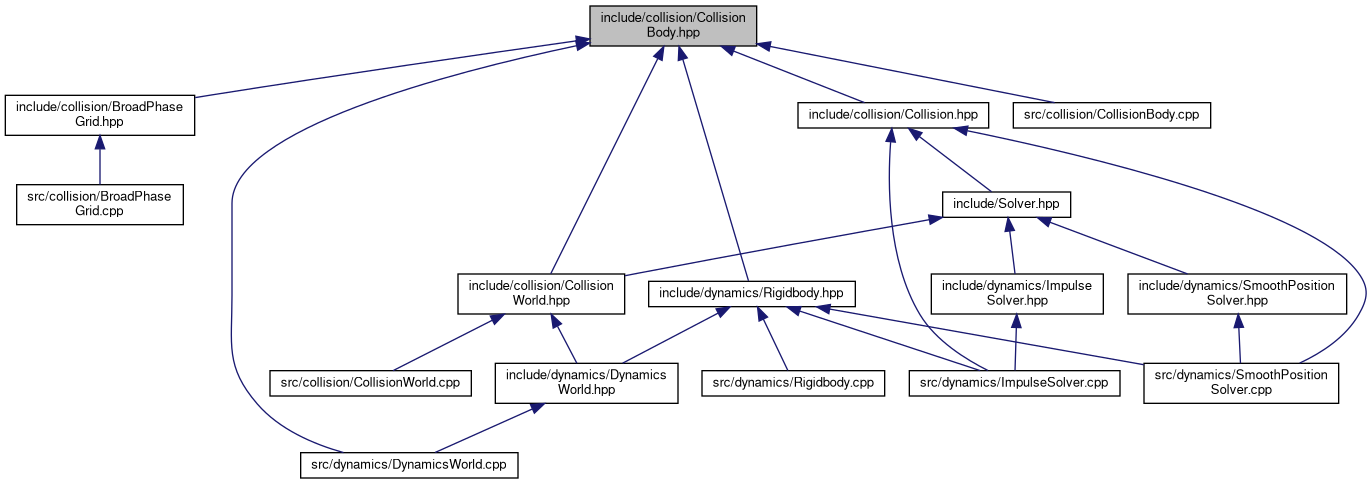 include/collision/Collision
Body.hpp
include/collision/BroadPhase
Grid.hpp
include/collision/Collision.hpp
src/collision/CollisionBody.cpp
src/collision/BroadPhase
Grid.cpp
include/Solver.hpp
include/collision/Collision
World.hpp
include/dynamics/Rigidbody.hpp
include/dynamics/Impulse
Solver.hpp
include/dynamics/SmoothPosition
Solver.hpp
src/collision/CollisionWorld.cpp
include/dynamics/Dynamics
World.hpp
src/dynamics/Rigidbody.cpp
src/dynamics/ImpulseSolver.cpp
src/dynamics/SmoothPosition
Solver.cpp
src/dynamics/DynamicsWorld.cpp